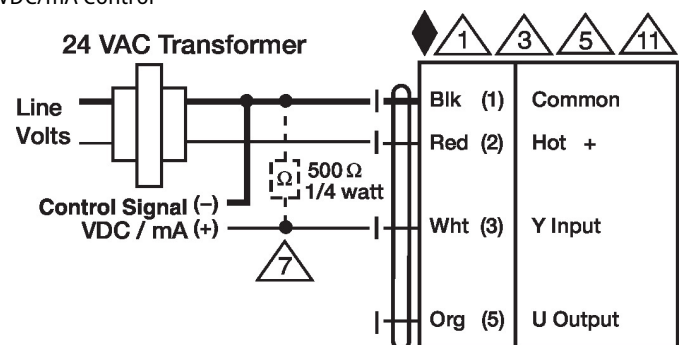 VDC/mA Control
24 VAC Transformer
1 3 5 11
Line
Volts
Blk (1) Common
Red (2) Hot +
Ω 500 Ω
1/4 watt
Control Signal (–)
VDC / mA (+)
Wht (3) Y Input
7
Org (5) U Output